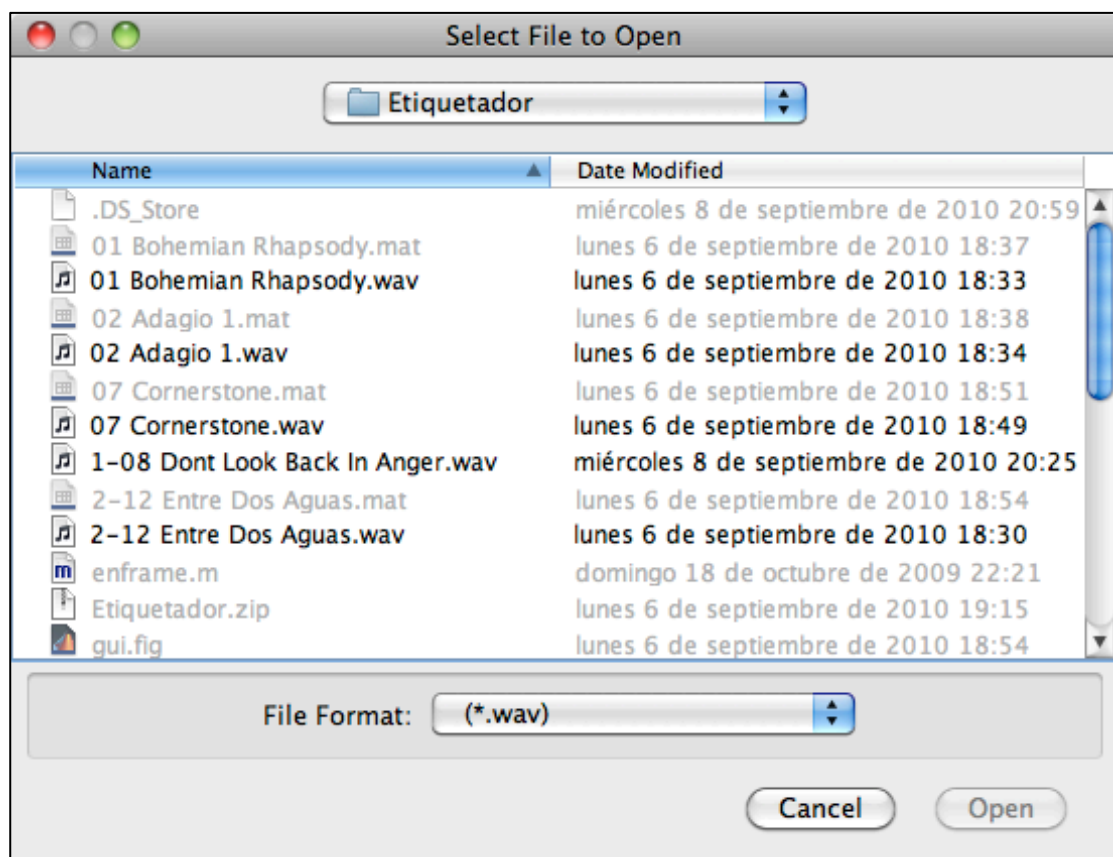 Select File to Open
Etiquetador
Name Date Modified
.DS_Store miércoles 8 de septiembre de 2010 20:59
01 Bohemian Rhapsody.mat lunes 6 de septiembre de 2010 18:37
01 Bohemian Rhapsody.wav lunes 6 de septiembre de 2010 18:33
02 Adagio 1.mat lunes 6 de septiembre de 2010 18:38
02 Adagio 1.wav lunes 6 de septiembre de 2010 18:34
07 Cornerstone.mat lunes 6 de septiembre de 2010 18:51
07 Cornerstone.wav lunes 6 de septiembre de 2010 18:49
1-08 Dont Look Back In Anger.wav miércoles 8 de septiembre de 2010 20:25
2-12 Entre Dos Aguas.mat lunes 6 de septiembre de 2010 18:54
2-12 Entre Dos Aguas.wav lunes 6 de septiembre de 2010 18:30
enframe.m domingo 18 de octubre de 2009 22:21
Etiquetador.zip lunes 6 de septiembre de 2010 19:15
gui.fig lunes 6 de septiembre de 2010 18:54
File Format: (*.wav)
Cancel Open